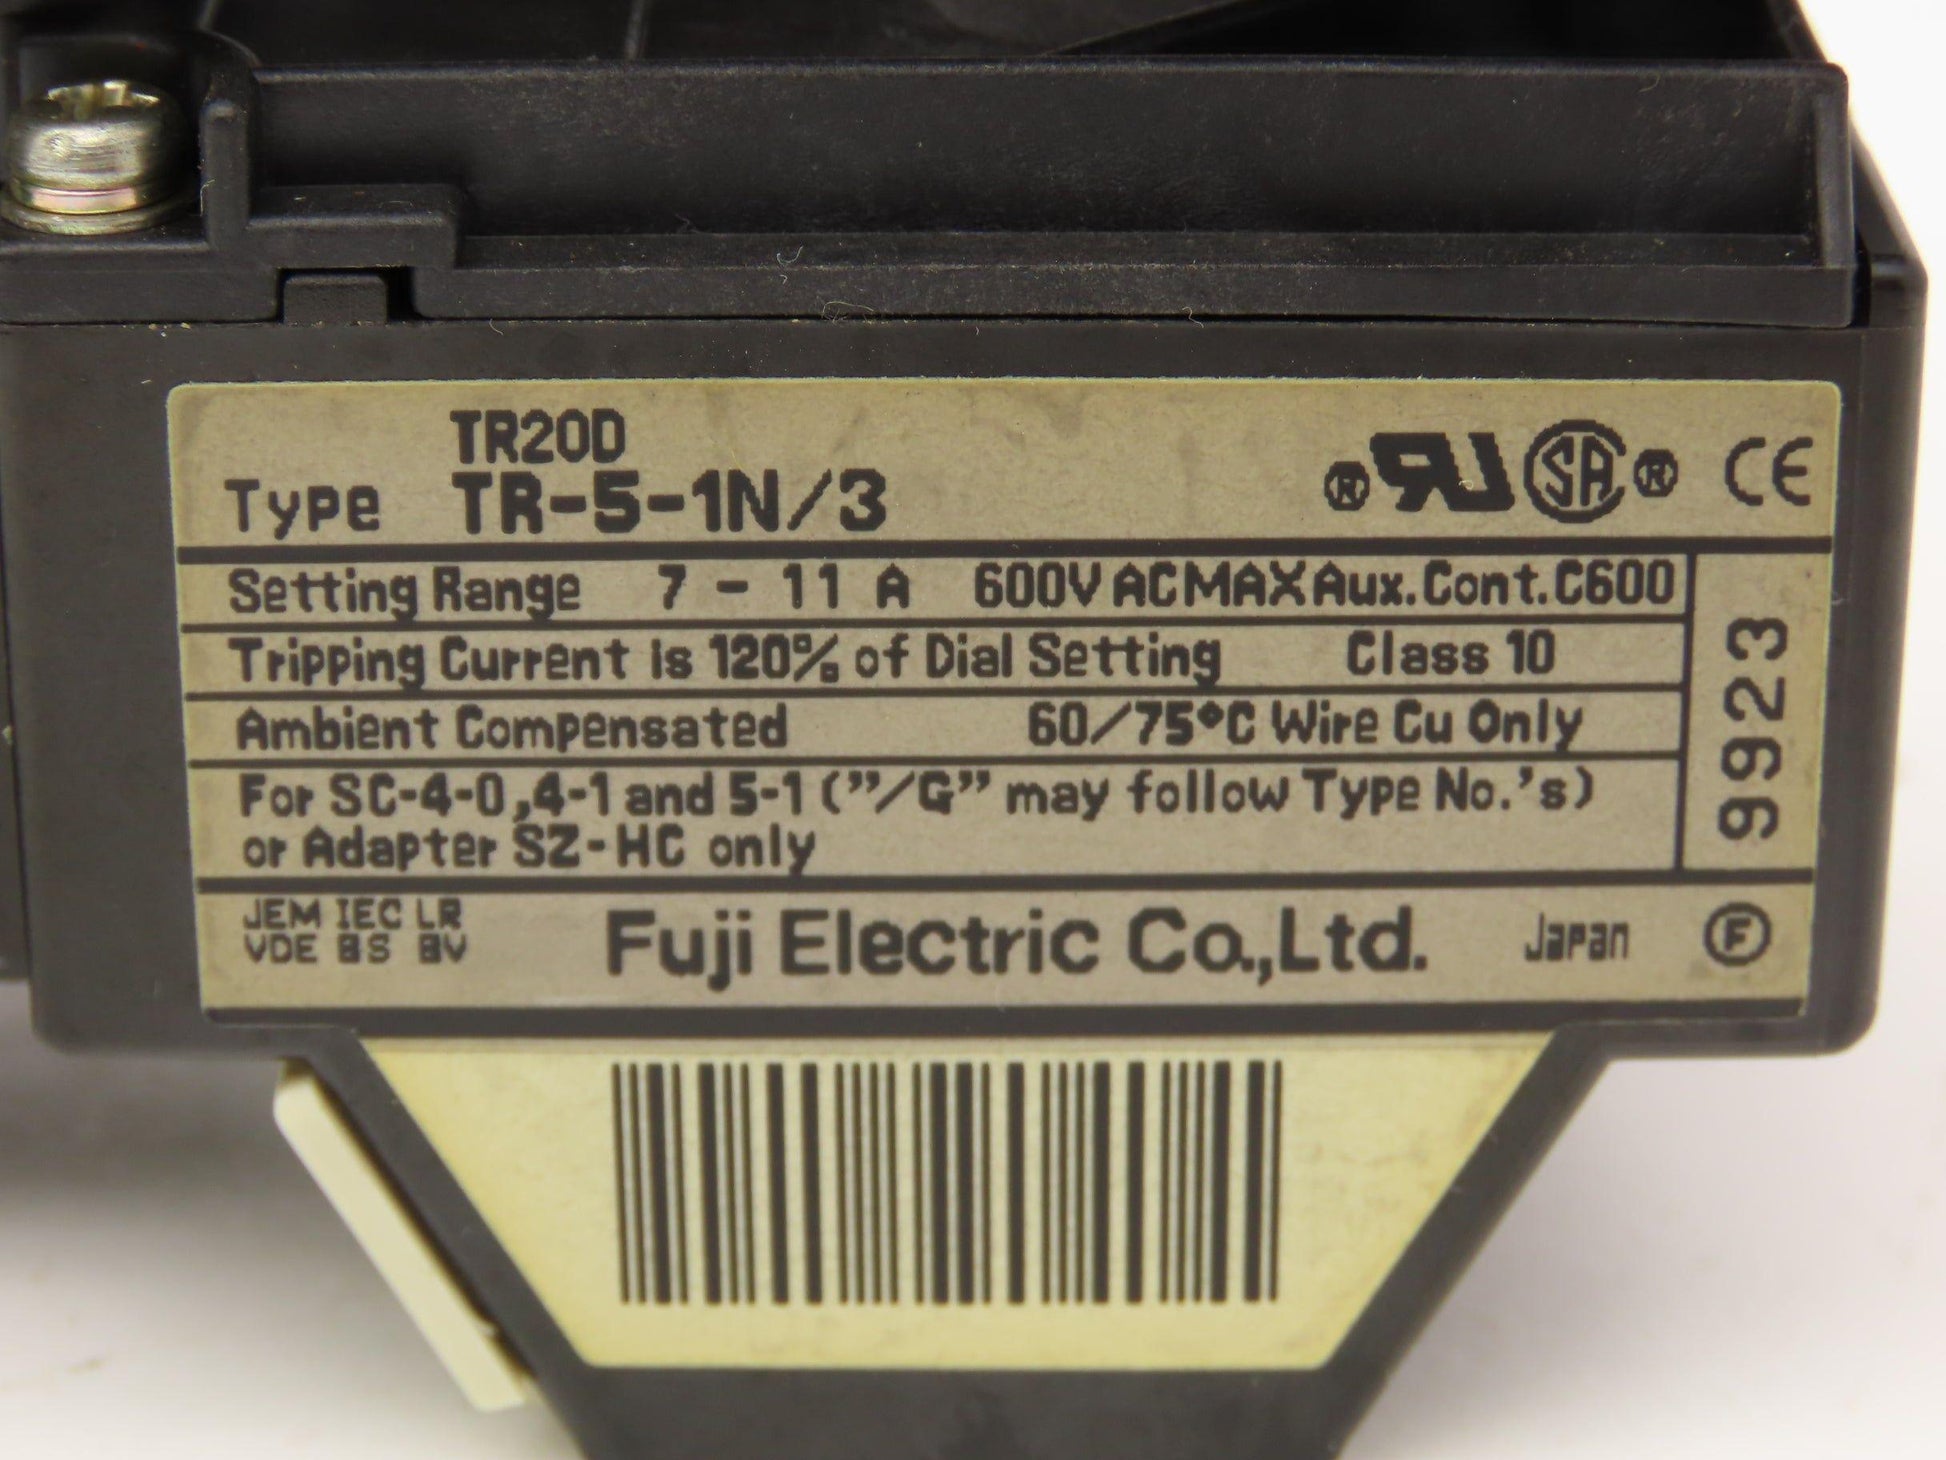 TR20D
Type TR-5-1N/3
® RU SA ® CE
Setting Range 7 - 11 A 600V AC MAX Aux.Cont.C600
Tripping Current is 120% of Dial Setting Class 10
Ambient Compensated 60/75°C Wire Cu Only
For SC-4-0,4-1 and 5-1 (”/G” may follow Type No.'s)
or Adapter SZ-HC only
9923
JEM IEC LR
VDE BS BV
Fuji Electric Co.,Ltd. Japan F